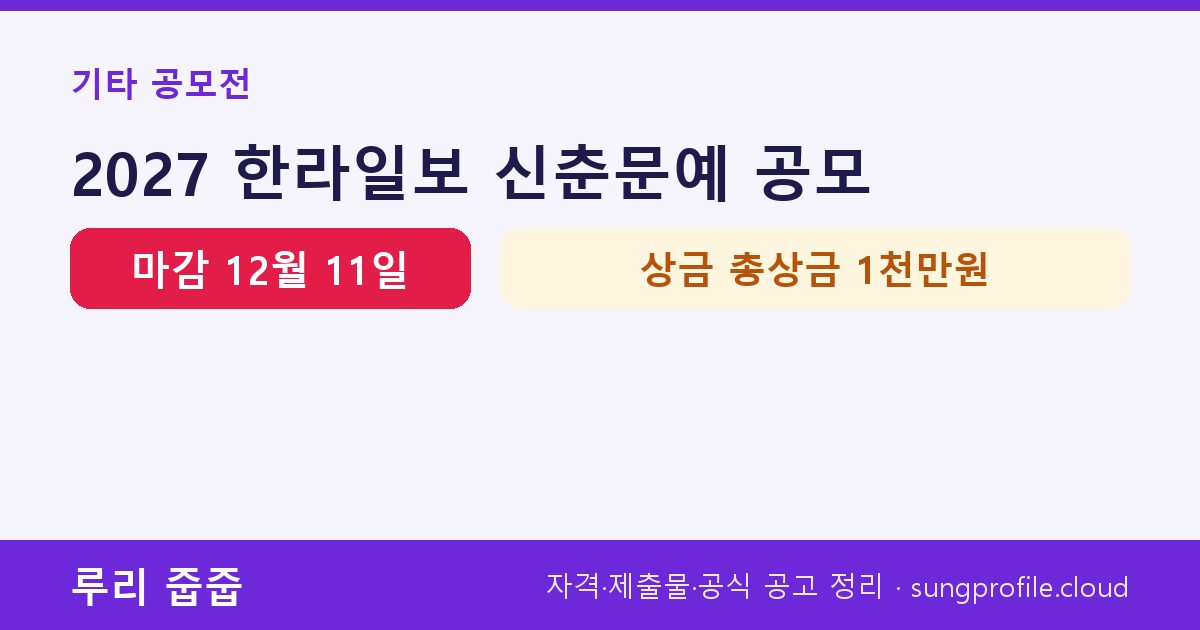 기타 공모전
2027 한라일보 신춘문예 공모
마감 12월 11일
상금 총상금 1천만원
루리 줍줍
자격·제출물·공식 공고 정리 · sungprofile.cloud